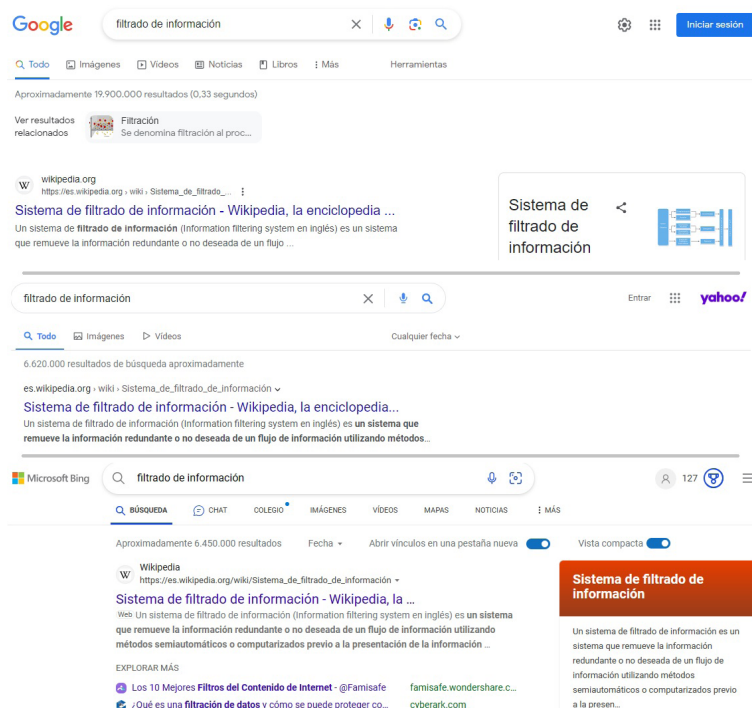 Google
filtrado de información
Iniciar sesión
Todo Imágenes Vídeos Noticias Libros Más Herramientas
Aproximadamente 19.900.000 resultados (0,33 segundos)
Ver resultados relacionados
Filtración
Se denomina filtración al proc...
W wikipedia.org
https://es.wikipedia.org › wiki › Sistema_de_filtrado_...
Sistema de filtrado de información - Wikipedia, la enciclopedia ...
Un sistema de filtrado de información (Information filtering system en inglés) es un sistema
que remueve la información redundante o no deseada de un flujo ...
Sistema de
filtrado de
información
filtrado de información
Entrar
yahoo!
Todo Imágenes Vídeos Cualquier fecha
6.620.000 resultados de búsqueda aproximadamente
es.wikipedia.org › wiki › Sistema_de_filtrado_de_información
Sistema de filtrado de información - Wikipedia, la enciclopedia...
Un sistema de filtrado de información (Information filtering system en inglés) es un sistema que
remueve la información redundante o no deseada de un flujo de información utilizando métodos...
Microsoft Bing
filtrado de información
127
BÚSQUEDA CHAT COLEGIO IMÁGENES VÍDEOS MAPAS NOTICIAS MÁS
Aproximadamente 6.450.000 resultados Fecha Abrir vínculos en una pestaña nueva Vista compacta
W Wikipedia
https://es.wikipedia.org/wiki/Sistema_de_filtrado_de_información
Sistema de filtrado de información - Wikipedia, la ...
Web Un sistema de filtrado de información (Information filtering system en inglés) es un sistema
que remueve la información redundante o no deseada de un flujo de información utilizando
métodos semiautomáticos o computarizados previo a la presentación de la información ...
EXPLORAR MÁS
Los 10 Mejores Filtros del Contenido de Internet - @Famisafe famisafe.wondershare.c...
¿Qué es una filtración de datos y cómo se puede proteger co... cyberark.com
Sistema de filtrado de
información
Un sistema de filtrado de información es un
sistema que remueve la información
redundante o no deseada de un flujo de
información utilizando métodos
semiautomáticos o computarizados previo
a la presen...